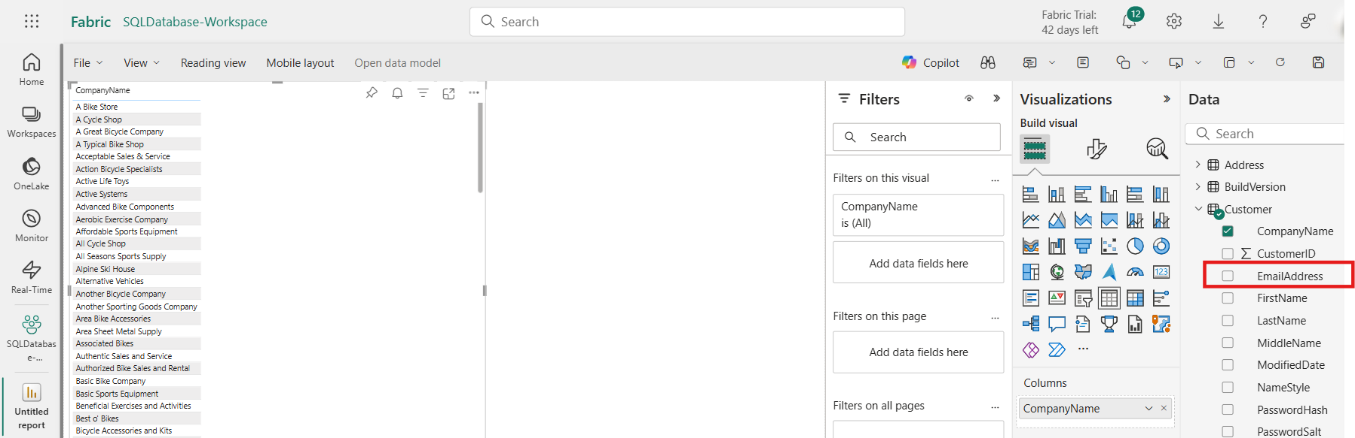 Fabric SQLDatabase-Workspace Search Fabric Trial: 12
42 days left
Home
Workspaces
OneLake
Monitor
Real-Time
SQLDatabas
e-...
Untitled
report
File View Reading view Mobile layout Open data model Copilot
CompanyName
A Bike Store
A Cycle Shop
A Great Bicycle Company
A Typical Bike Shop
Acceptable Sales & Service
Action Bicycle Specialists
Active Life Toys
Active Systems
Advanced Bike Components
Aerobic Exercise Company
Affordable Sports Equipment
All Cycle Shop
All Seasons Sports Supply
Alpine Ski House
Alternative Vehicles
Another Bicycle Company
Another Sporting Goods Company
Area Bike Accessories
Area Sheet Metal Supply
Associated Bikes
Authentic Sales and Service
Authorized Bike Sales and Rental
Basic Bike Company
Basic Sports Equipment
Beneficial Exercises and Activities
Best o' Bikes
Bicycle Accessories and Kits
Filters
Search
Filters on this visual ...
CompanyName
is (All)
Add data fields here
Filters on this page ...
Add data fields here
Filters on all pages ...
Visualizations
Build visual
123
...
Columns
CompanyName
Data
Search
Address
BuildVersion
Customer
CompanyName
CustomerID
EmailAddress
FirstName
LastName
MiddleName
ModifiedDate
NameStyle
PasswordHash
PasswordSalt